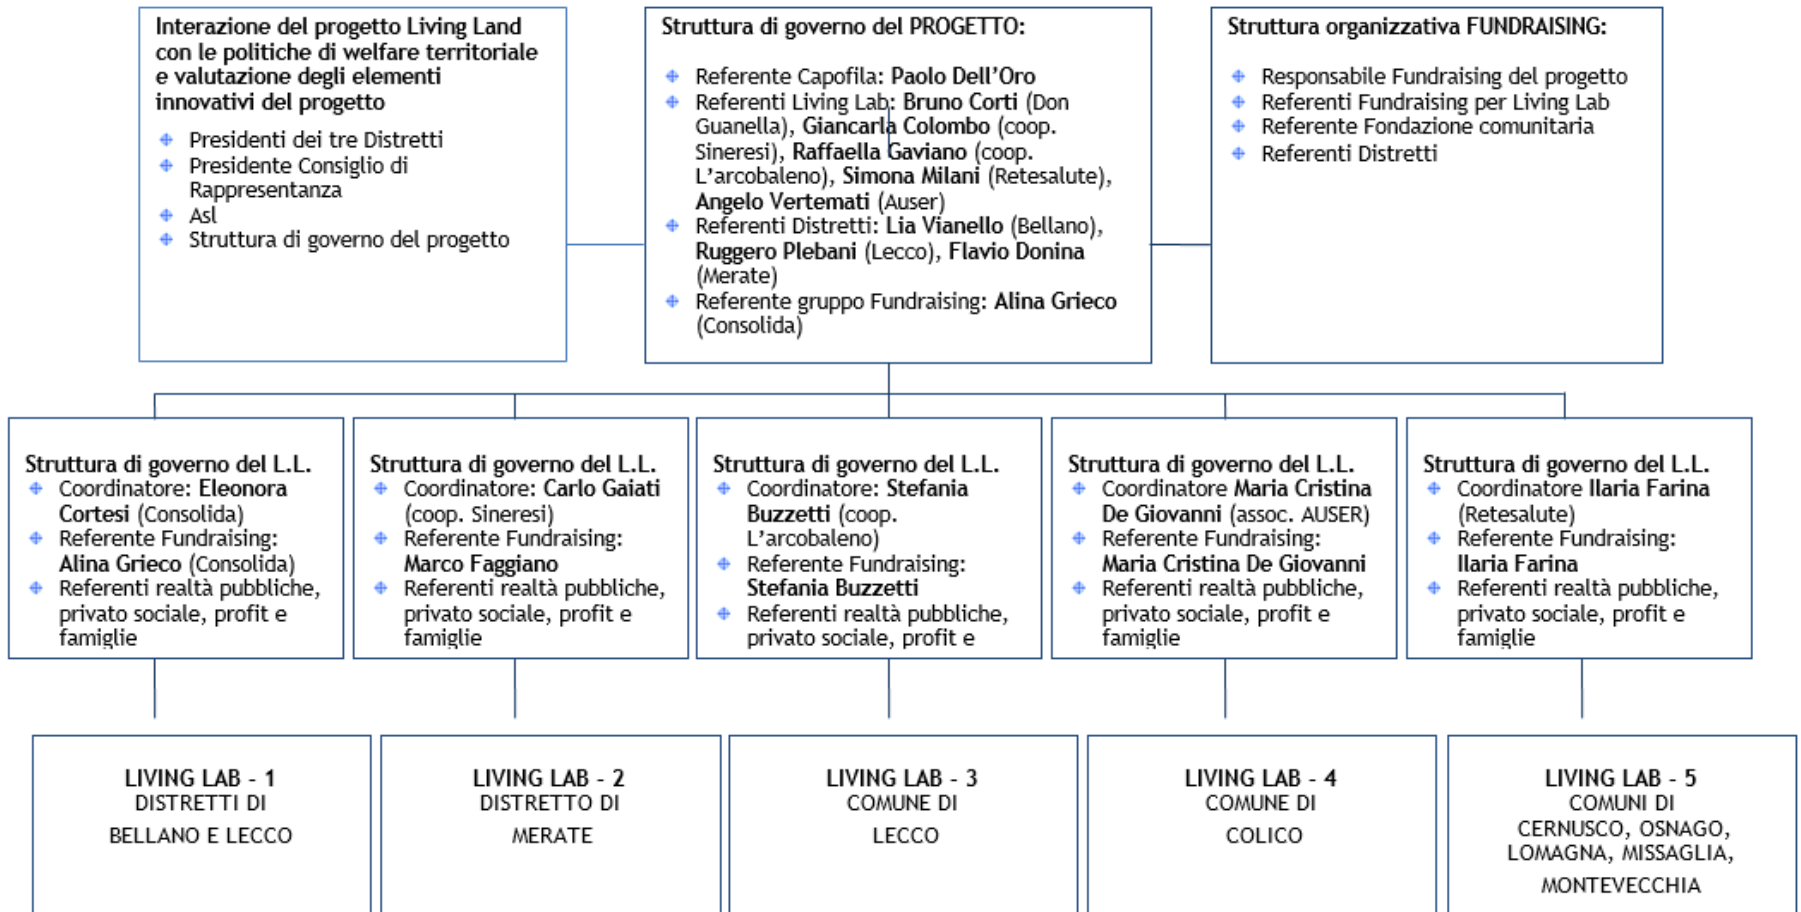 Interazione del progetto Living Land
con le politiche di welfare territoriale
e valutazione degli elementi
innovativi del progetto
Presidenti dei tre Distretti
Presidente Consiglio di
Rappresentanza
Asl
Struttura di governo del progetto
Struttura di governo del PROGETTO:
Referente Capofila: Paolo Dell'Oro
Referenti Living Lab: Bruno Corti (Don
Guanella), Giancarla Colombo (coop.
Sineresi), Raffaella Gaviano (coop.
L'arcobaleno), Simona Milani (Retesalute),
Angelo Vertemati (Auser)
Referenti Distretti: Lia Vianello (Bellano),
Ruggero Plebani (Lecco), Flavio Donina
(Merate)
Referente gruppo Fundraising: Alina Grieco
(Consolida)
Struttura organizzativa FUNDRAISING:
Responsabile Fundraising del progetto
Referenti Fundraising per Living Lab
Referente Fondazione comunitaria
Referenti Distretti
Struttura di governo del L.L.
Coordinatore: Eleonora
Cortesi (Consolida)
Referente Fundraising:
Alina Grieco (Consolida)
Referenti realtà pubbliche,
privato sociale, profit e
famiglie
Struttura di governo del L.L.
Coordinatore: Carlo Gaiati
(coop. Sineresi)
Referente Fundraising:
Marco Faggiano
Referenti realtà pubbliche,
privato sociale, profit e
famiglie
Struttura di governo del L.L.
Coordinatore: Stefania
Buzzetti (coop.
L'arcobaleno)
Referente Fundraising:
Stefania Buzzetti
Referenti realtà pubbliche,
privato sociale, profit e
Struttura di governo del L.L.
Coordinatore Maria Cristina
De Giovanni (assoc. AUSER)
Referente Fundraising:
Maria Cristina De Giovanni
Referenti realtà pubbliche,
privato sociale, profit e
famiglie
Struttura di governo del L.L.
Coordinatore Ilaria Farina
(Retesalute)
Referente Fundraising:
Ilaria Farina
Referenti realtà pubbliche,
privato sociale, profit e
famiglie
LIVING LAB - 1
DISTRETTI DI
BELLANO E LECCO
LIVING LAB - 2
DISTRETTO DI
MERATE
LIVING LAB - 3
COMUNE DI
LECCO
LIVING LAB - 4
COMUNE DI
COLICO
LIVING LAB - 5
COMUNI DI
CERNUSCO, OSNAGO,
LOMAGNA, MISSAGLIA,
MONTEVECCHIA